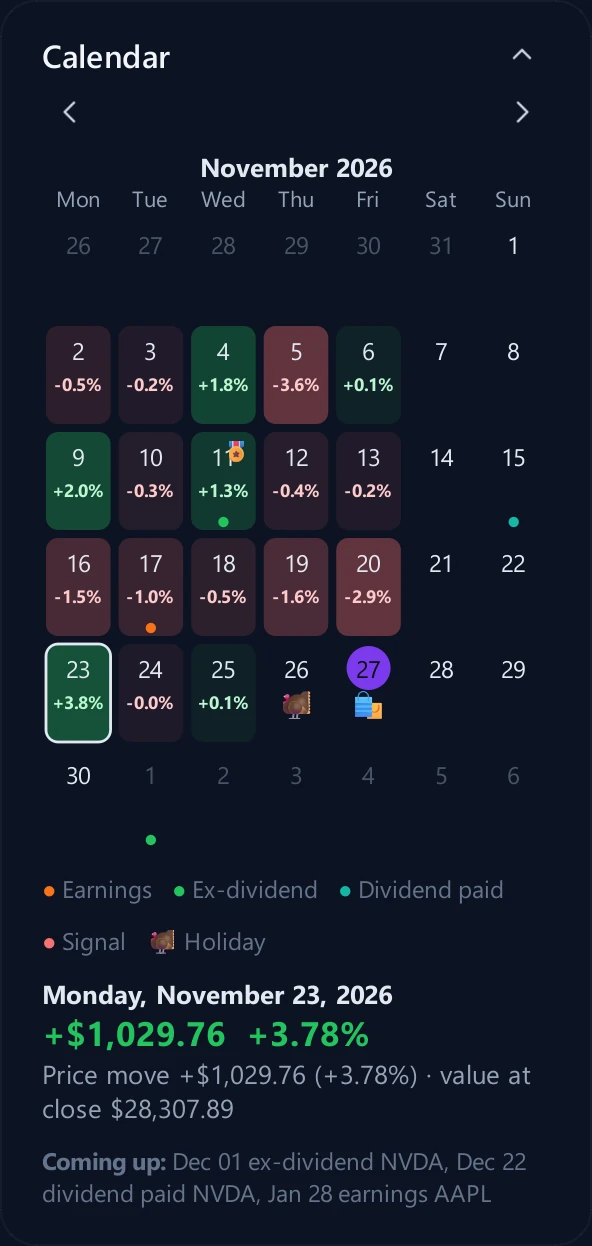 Calendar
November 2026
Mon Tue Wed Thu Fri Sat Sun
26 27 28 29 30 31 1
2 3 4 5 6 7 8
-0.5% -0.2% +1.8% -3.6% +0.1%
9 10 11 12 13 14 15
+2.0% -0.3% +1.3% -0.4% -0.2%
16 17 18 19 20 21 22
-1.5% -1.0% -0.5% -1.6% -2.9%
23 24 25 26 27 28 29
+3.8% -0.0% +0.1%
30 1 2 3 4 5 6
Earnings Ex-dividend Dividend paid
Signal Holiday
Monday, November 23, 2026
+$1,029.76 +3.78%
Price move +$1,029.76 (+3.78%) · value at
close $28,307.89
Coming up: Dec 01 ex-dividend NVDA, Dec 22
dividend paid NVDA, Jan 28 earnings AAPL